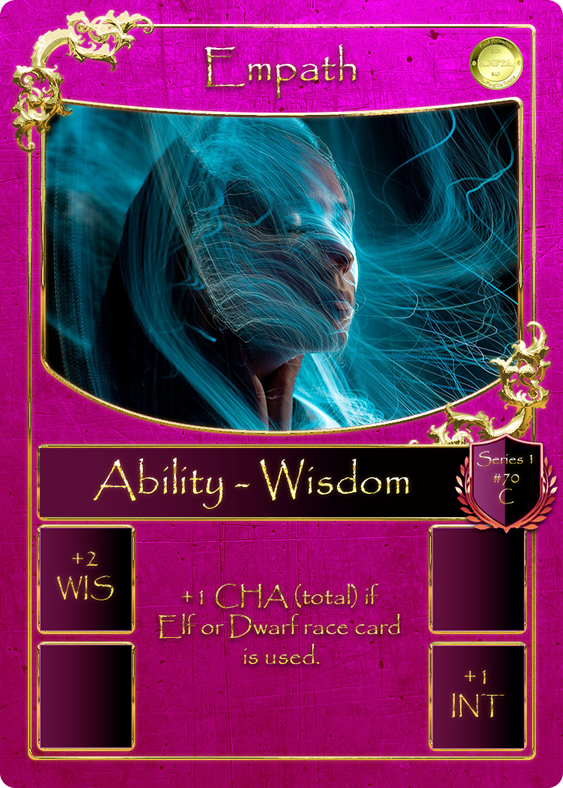 Empath
Ability - Wisdom
Series 1
#70
C
+2
WIS
+1 CHA (total) if
Elf or Dwarf race card
is used.
+1
INT